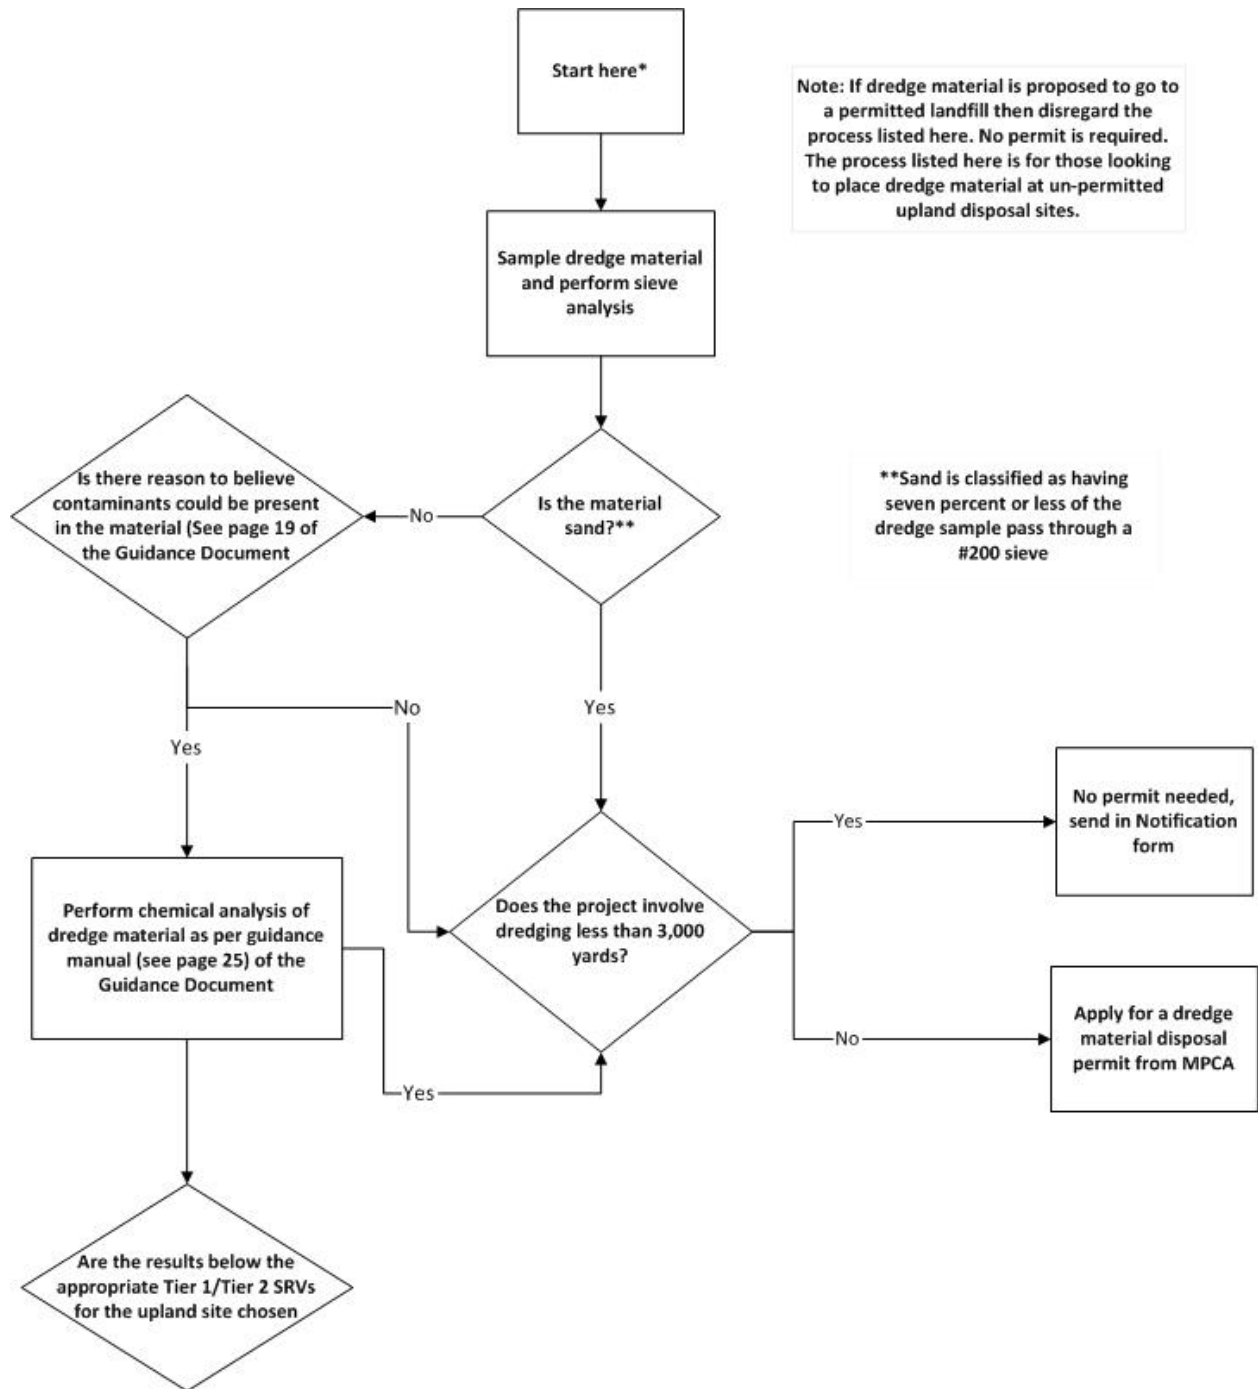 Start here*
Note: If dredge material is proposed to go to
a permitted landfill then disregard the
process listed here. No permit is required.
The process listed here is for those looking
to place dredge material at un-permitted
upland disposal sites.
Sample dredge material
and perform sieve
analysis
Is there reason to believe
contaminants could be present
in the material (See page 19 of
the Guidance Document
No
Is the material
sand?**
**Sand is classified as having
seven percent or less of the
dredge sample pass through a
#200 sieve
No
Yes
Yes
No permit needed,
send in Notification
form
Yes
Perform chemical analysis of
dredge material as per guidance
manual (see page 25) of the
Guidance Document
Does the project involve
dredging less than 3,000
yards?
Apply for a dredge
material disposal
permit from MPCA
No
Yes
Are the results below the
appropriate Tier 1/Tier 2 SRVs
for the upland site chosen